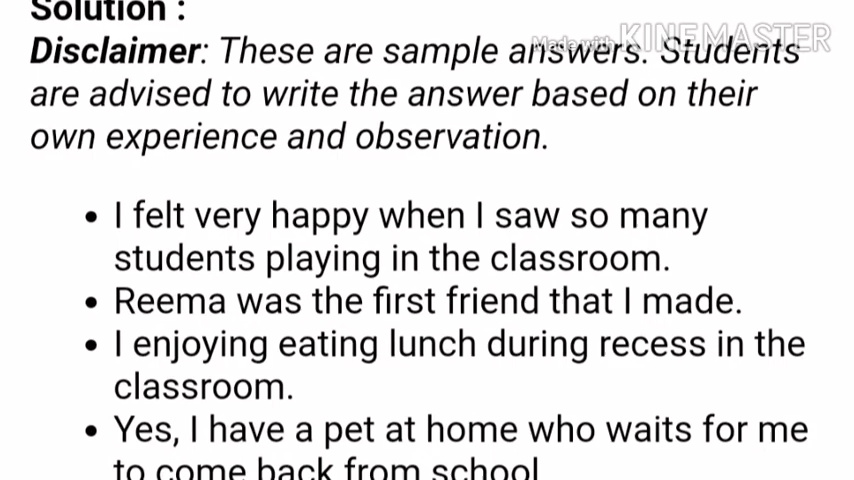 Solution :
Disclaimer: These are sample answers. Students
Made with KINEMASTER
are advised to write the answer based on their
own experience and observation.
• I felt very happy when I saw so many
students playing in the classroom.
• Reema was the first friend that I made.
• I enjoying eating lunch during recess in the
classroom.
• Yes, I have a pet at home who waits for me
to come back from school